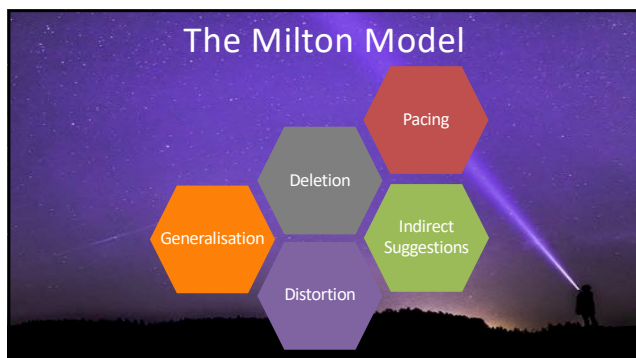 The Milton Model
Pacing
Deletion
Generalisation
Indirect
Suggestions
Distortion